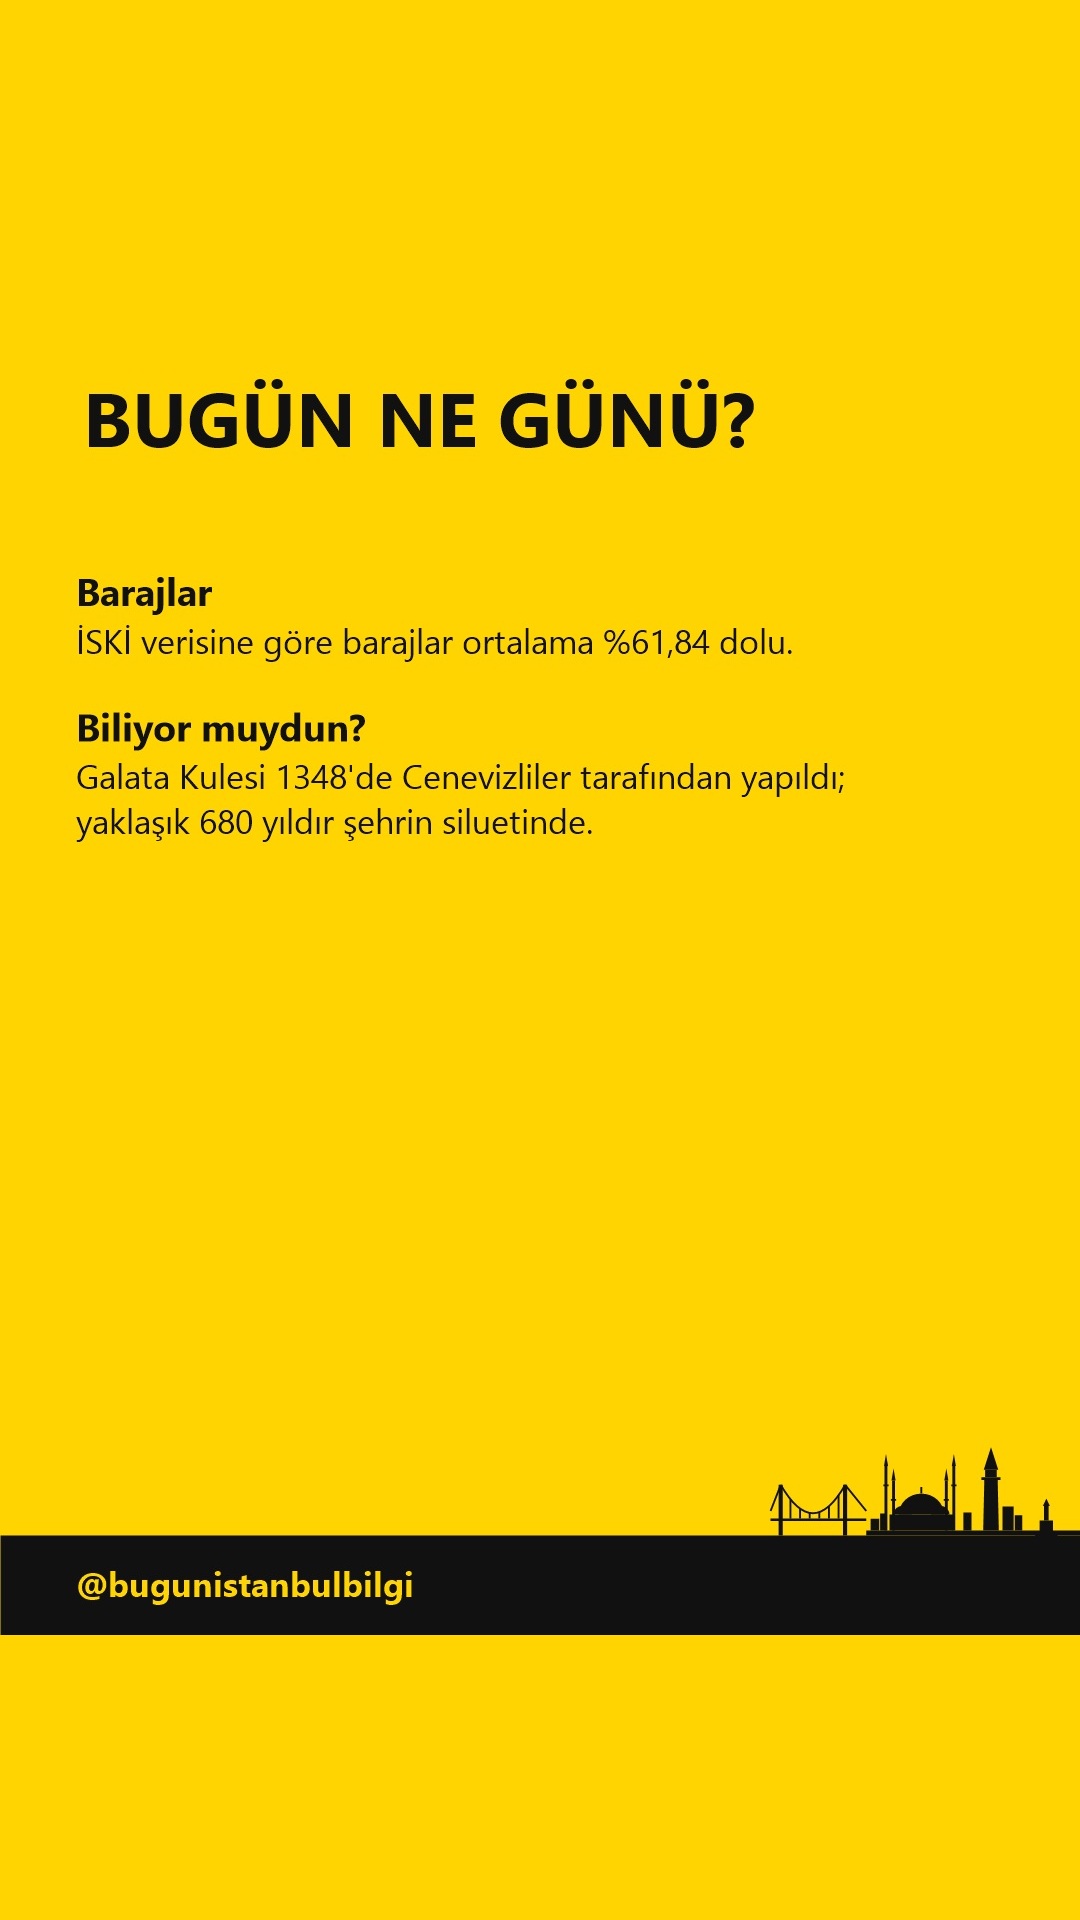 BUGÜN NE GÜNÜ?
Barajlar
İSKİ verisine göre barajlar ortalama %61,84 dolu.
Biliyor muydun?
Galata Kulesi 1348'de Cenevizliler tarafından yapıldı;
yaklaşık 680 yıldır şehrin siluetinde.
@bugunistanbulbilgi